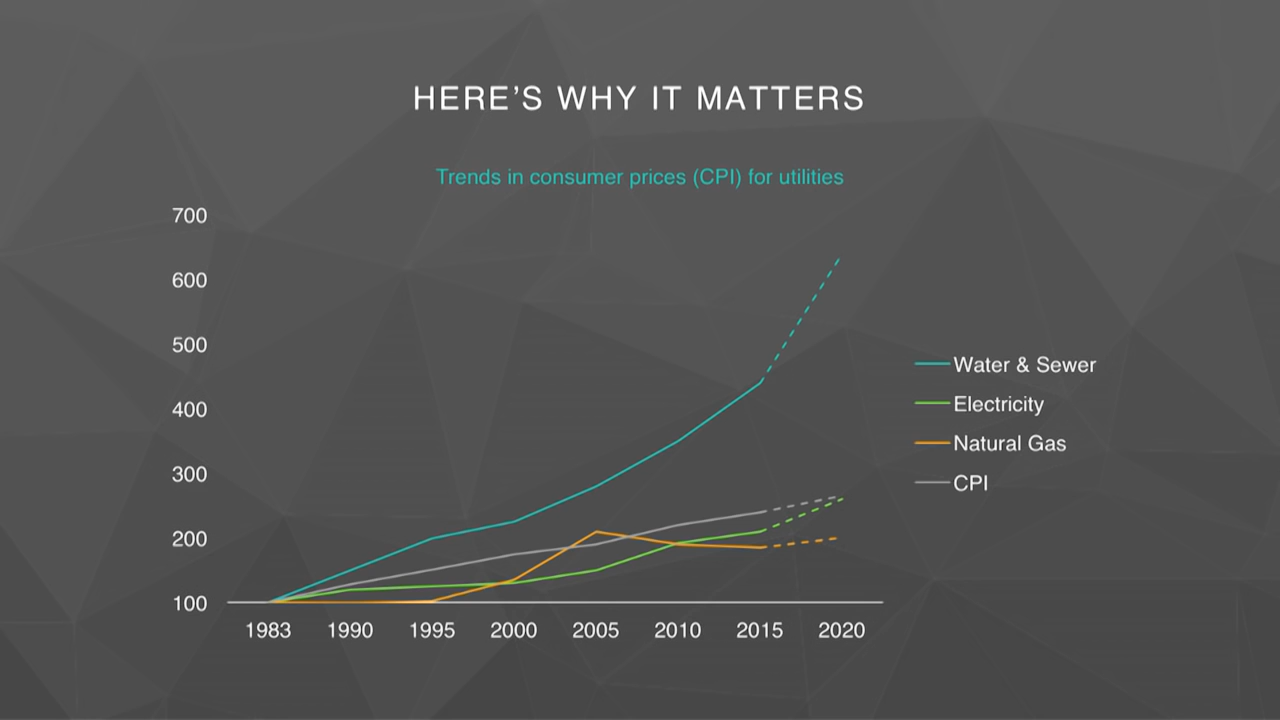 HERE’S WHY IT MATTERS
Trends in consumer prices (CPI) for utilities
700
600
500
400
300
200
100
1983 1990 1995 2000 2005 2010 2015 2020
Water & Sewer
Electricity
Natural Gas
CPI